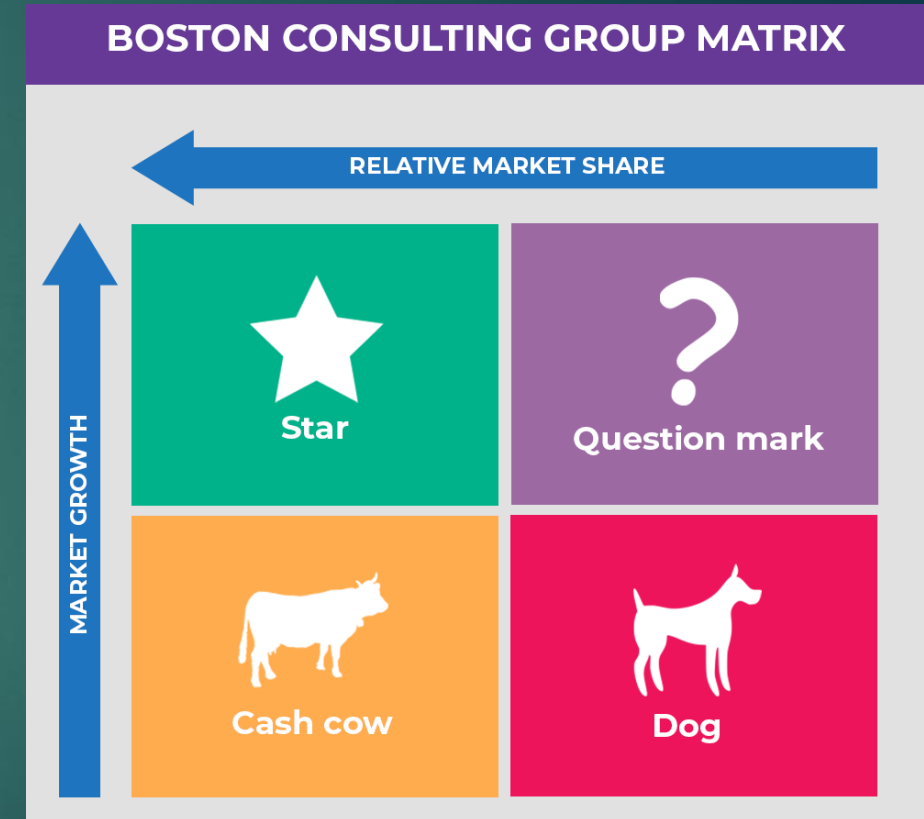 BOSTON CONSULTING GROUP MATRIX
RELATIVE MARKET SHARE
MARKET GROWTH
Star
Question mark
Cash cow
Dog